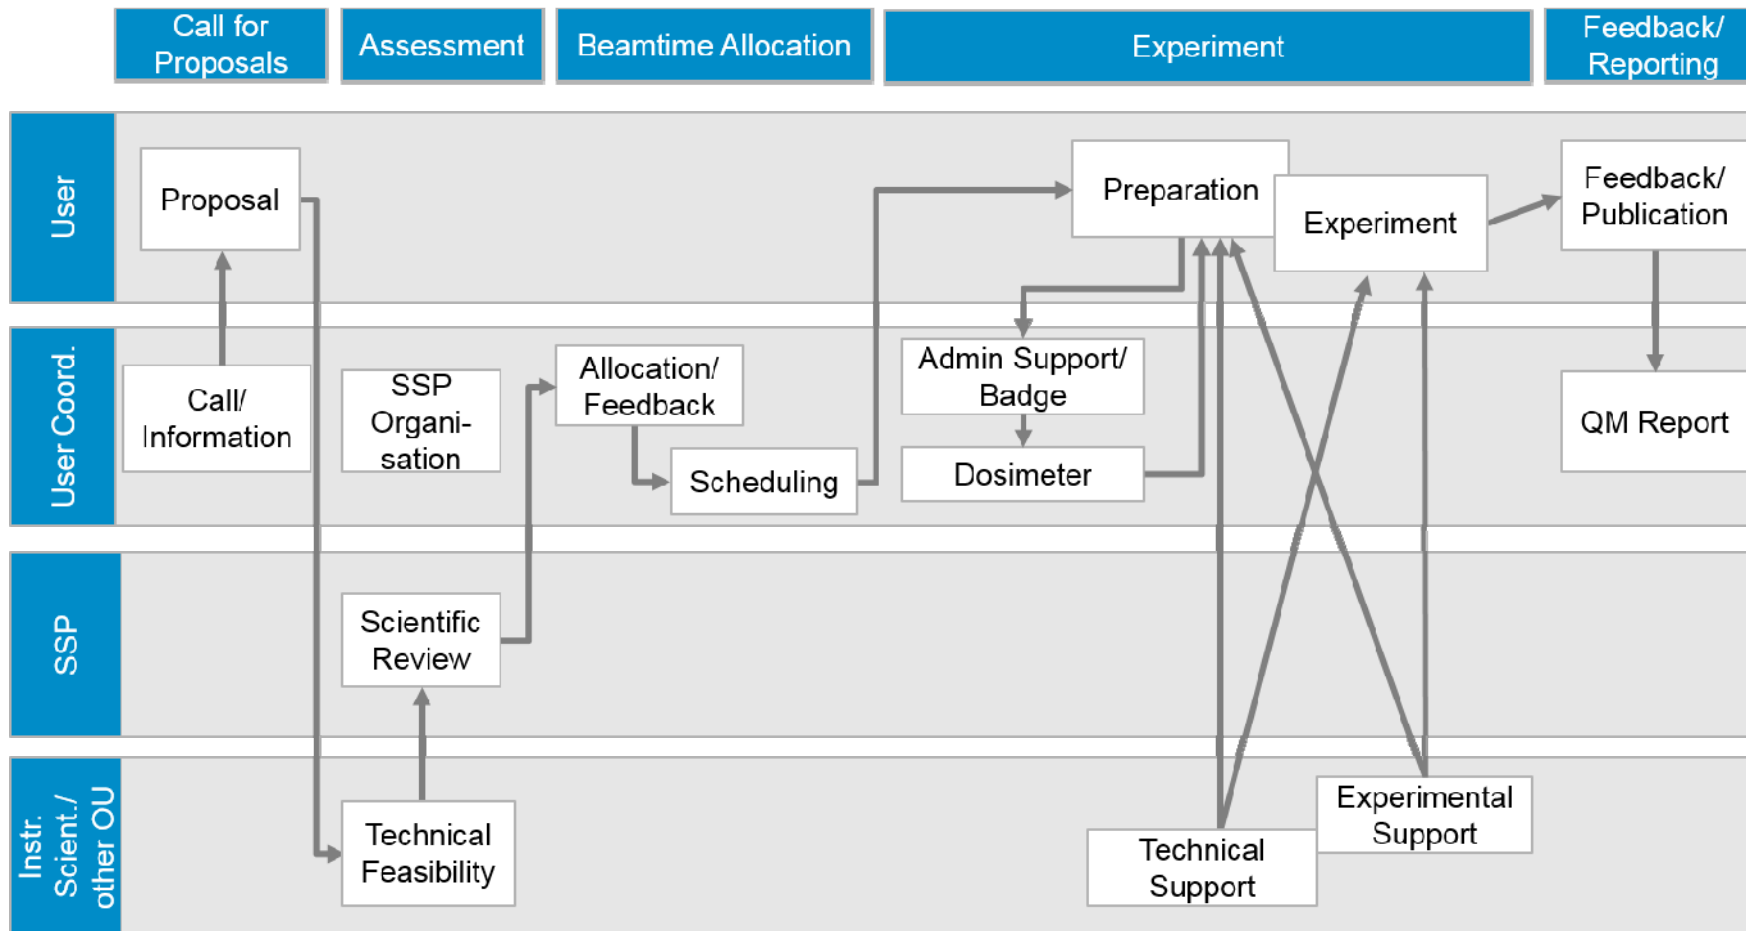 Call for
Proposals
Assessment
Beamtime Allocation
Experiment
Feedback/
Reporting
User
Proposal
Preparation
Experiment
Feedback/
Publication
User Coord.
Call/
Information
SSP
Organi-
sation
Allocation/
Feedback
Scheduling
Admin Support/
Badge
Dosimeter
QM Report
SSP
Scientific
Review
Instr.
Scient./
other OU
Technical
Feasibility
Technical
Support
Experimental
Support